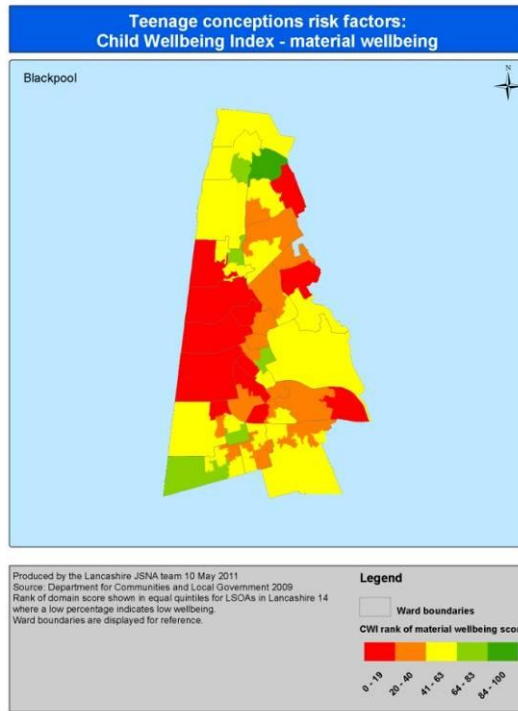 Teenage conceptions risk factors:
Child Wellbeing Index - material wellbeing
Blackpool
N
Produced by the Lancashire JSNA team 10 May 2011
Source: Department for Communities and Local Government 2009
Rank of domain score shown in equal quintiles for LSOAs in Lancashire 14
where a low percentage indicates low wellbeing.
Ward boundaries are displayed for reference.
Legend
Ward boundaries
CWI rank of material wellbeing score
0 - 19
20 - 40
41 - 63
64 - 83
84 - 100